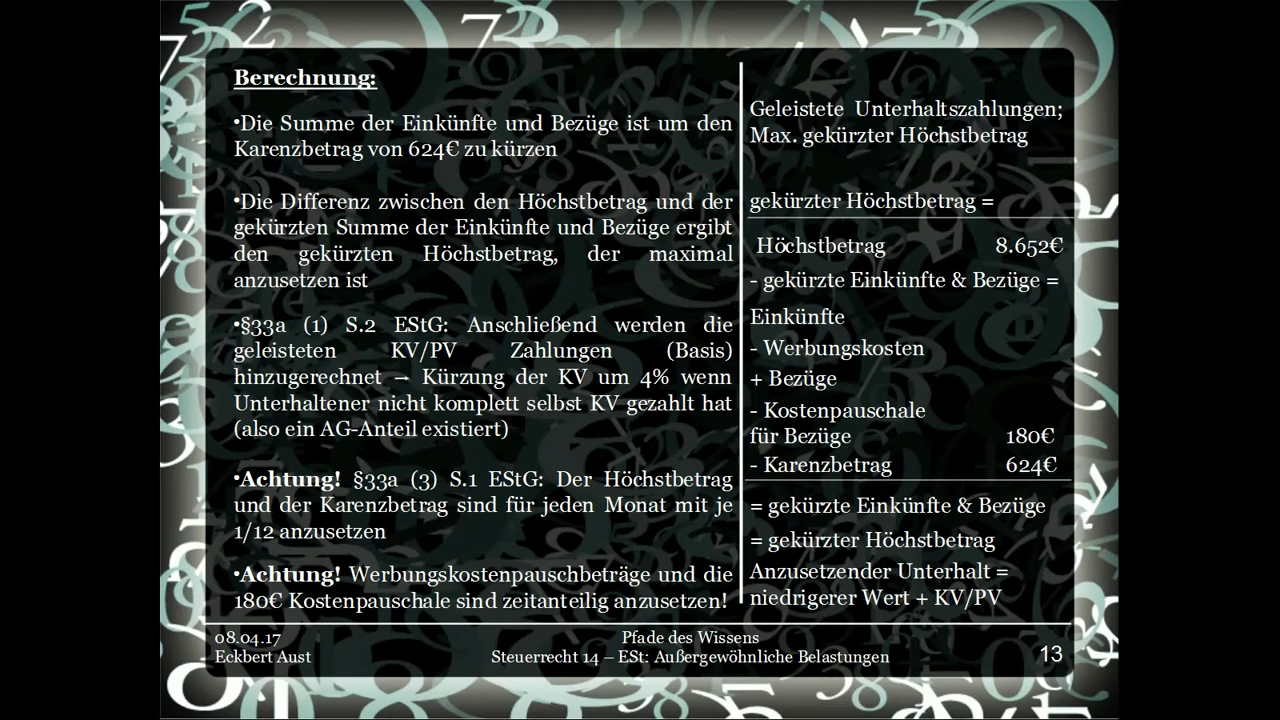 Berechnung:
•Die Summe der Einkünfte und Bezüge ist um den
Karenzbetrag von 624€ zu kürzen
•Die Differenz zwischen den Höchstbetrag und der
gekürzten Summe der Einkünfte und Bezüge ergibt
den gekürzten Höchstbetrag, der maximal
anzusetzen ist
•§33a (1) S.2 EStG: Anschließend werden die
geleisteten KV/PV Zahlungen (Basis)
hinzugerechnet → Kürzung der KV um 4% wenn
Unterhaltener nicht komplett selbst KV gezahlt hat
(also ein AG-Anteil existiert)
•Achtung! §33a (3) S.1 EStG: Der Höchstbetrag
und der Karenzbetrag sind für jeden Monat mit je
1/12 anzusetzen
•Achtung! Werbungskostenpauschbeträge und die
180€ Kostenpauschale sind zeitanteilig anzusetzen!
Geleistete Unterhaltszahlungen;
Max. gekürzter Höchstbetrag
gekürzter Höchstbetrag =
Höchstbetrag 8.652€
- gekürzte Einkünfte & Bezüge =
Einkünfte
- Werbungskosten
+ Bezüge
- Kostenpauschale
für Bezüge 180€
- Karenzbetrag 624€
= gekürzte Einkünfte & Bezüge
= gekürzter Höchstbetrag
Anzusetzender Unterhalt =
niedrigerer Wert + KV/PV
08.04.17 Pfade des Wissens
Eckbert Aust Steuerrecht 14 – ESt: Außergewöhnliche Belastungen 13